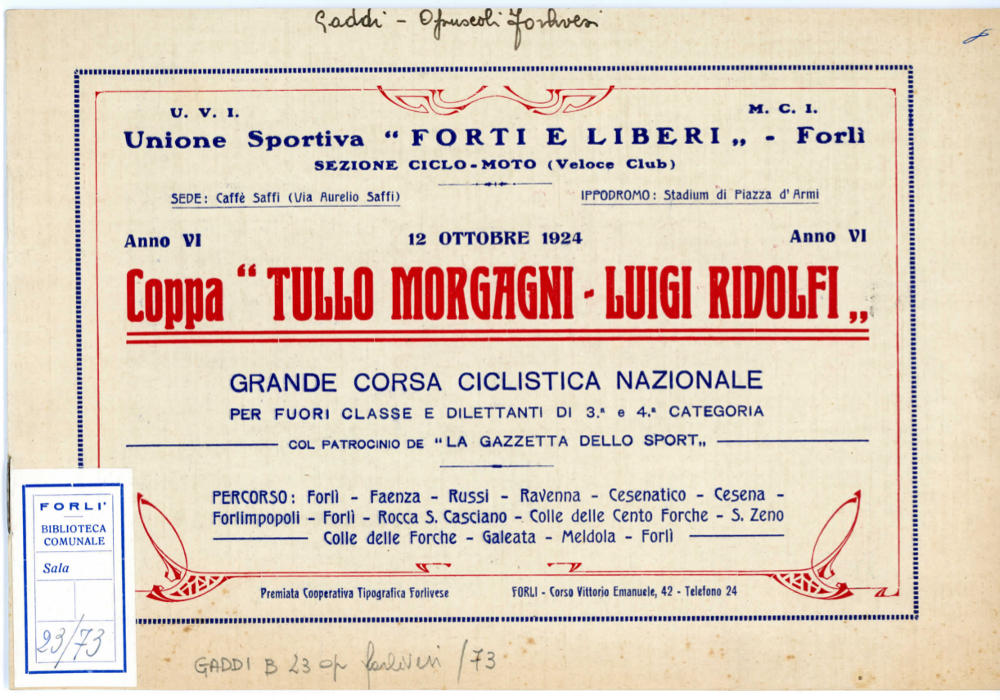 Gaddi - Opuscoli Forlivesi
U. V. I.
M. C. I.
Unione Sportiva “ FORTI E LIBERI „ - Forlì
SEZIONE CICLO-MOTO (Veloce Club)
SEDE: Caffè Saffi (Via Aurelio Saffi)
IPPODROMO: Stadium di Piazza d'Armi
Anno VI
12 OTTOBRE 1924
Anno VI
Coppa “ TULLO MORGAGNI - LUIGI RIDOLFI „
GRANDE CORSA CICLISTICA NAZIONALE
PER FUORI CLASSE E DILETTANTI DI 3.ª e 4.ª CATEGORIA
COL PATROCINIO DE “LA GAZZETTA DELLO SPORT„
PERCORSO: Forlì - Faenza - Russi - Ravenna - Cesenatico - Cesena -
Forlimpopoli - Forlì - Rocca S. Casciano - Colle delle Cento Forche - S. Zeno
Colle delle Forche - Galeata - Meldola - Forlì
Premiata Cooperativa Tipografica Forlivese
FORLI - Corso Vittorio Emanuele, 42 - Telefono 24
FORLI'
BIBLIOTECA
COMUNALE
Sala
23/73
GADDI B 23 op forlivesi /73